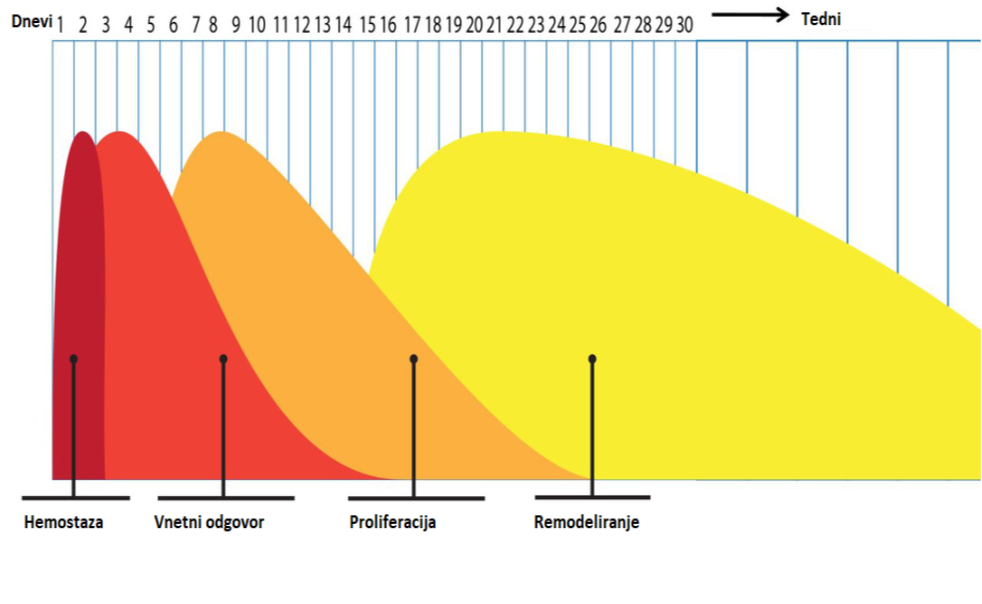 Dnevi 1 2 3 4 5 6 7 8 9 10 11 12 13 14 15 16 17 18 19 20 21 22 23 24 25 26 27 28 29 30 Tedni
Hemostaza Vnetni odgovor Proliferacija Remodeliranje